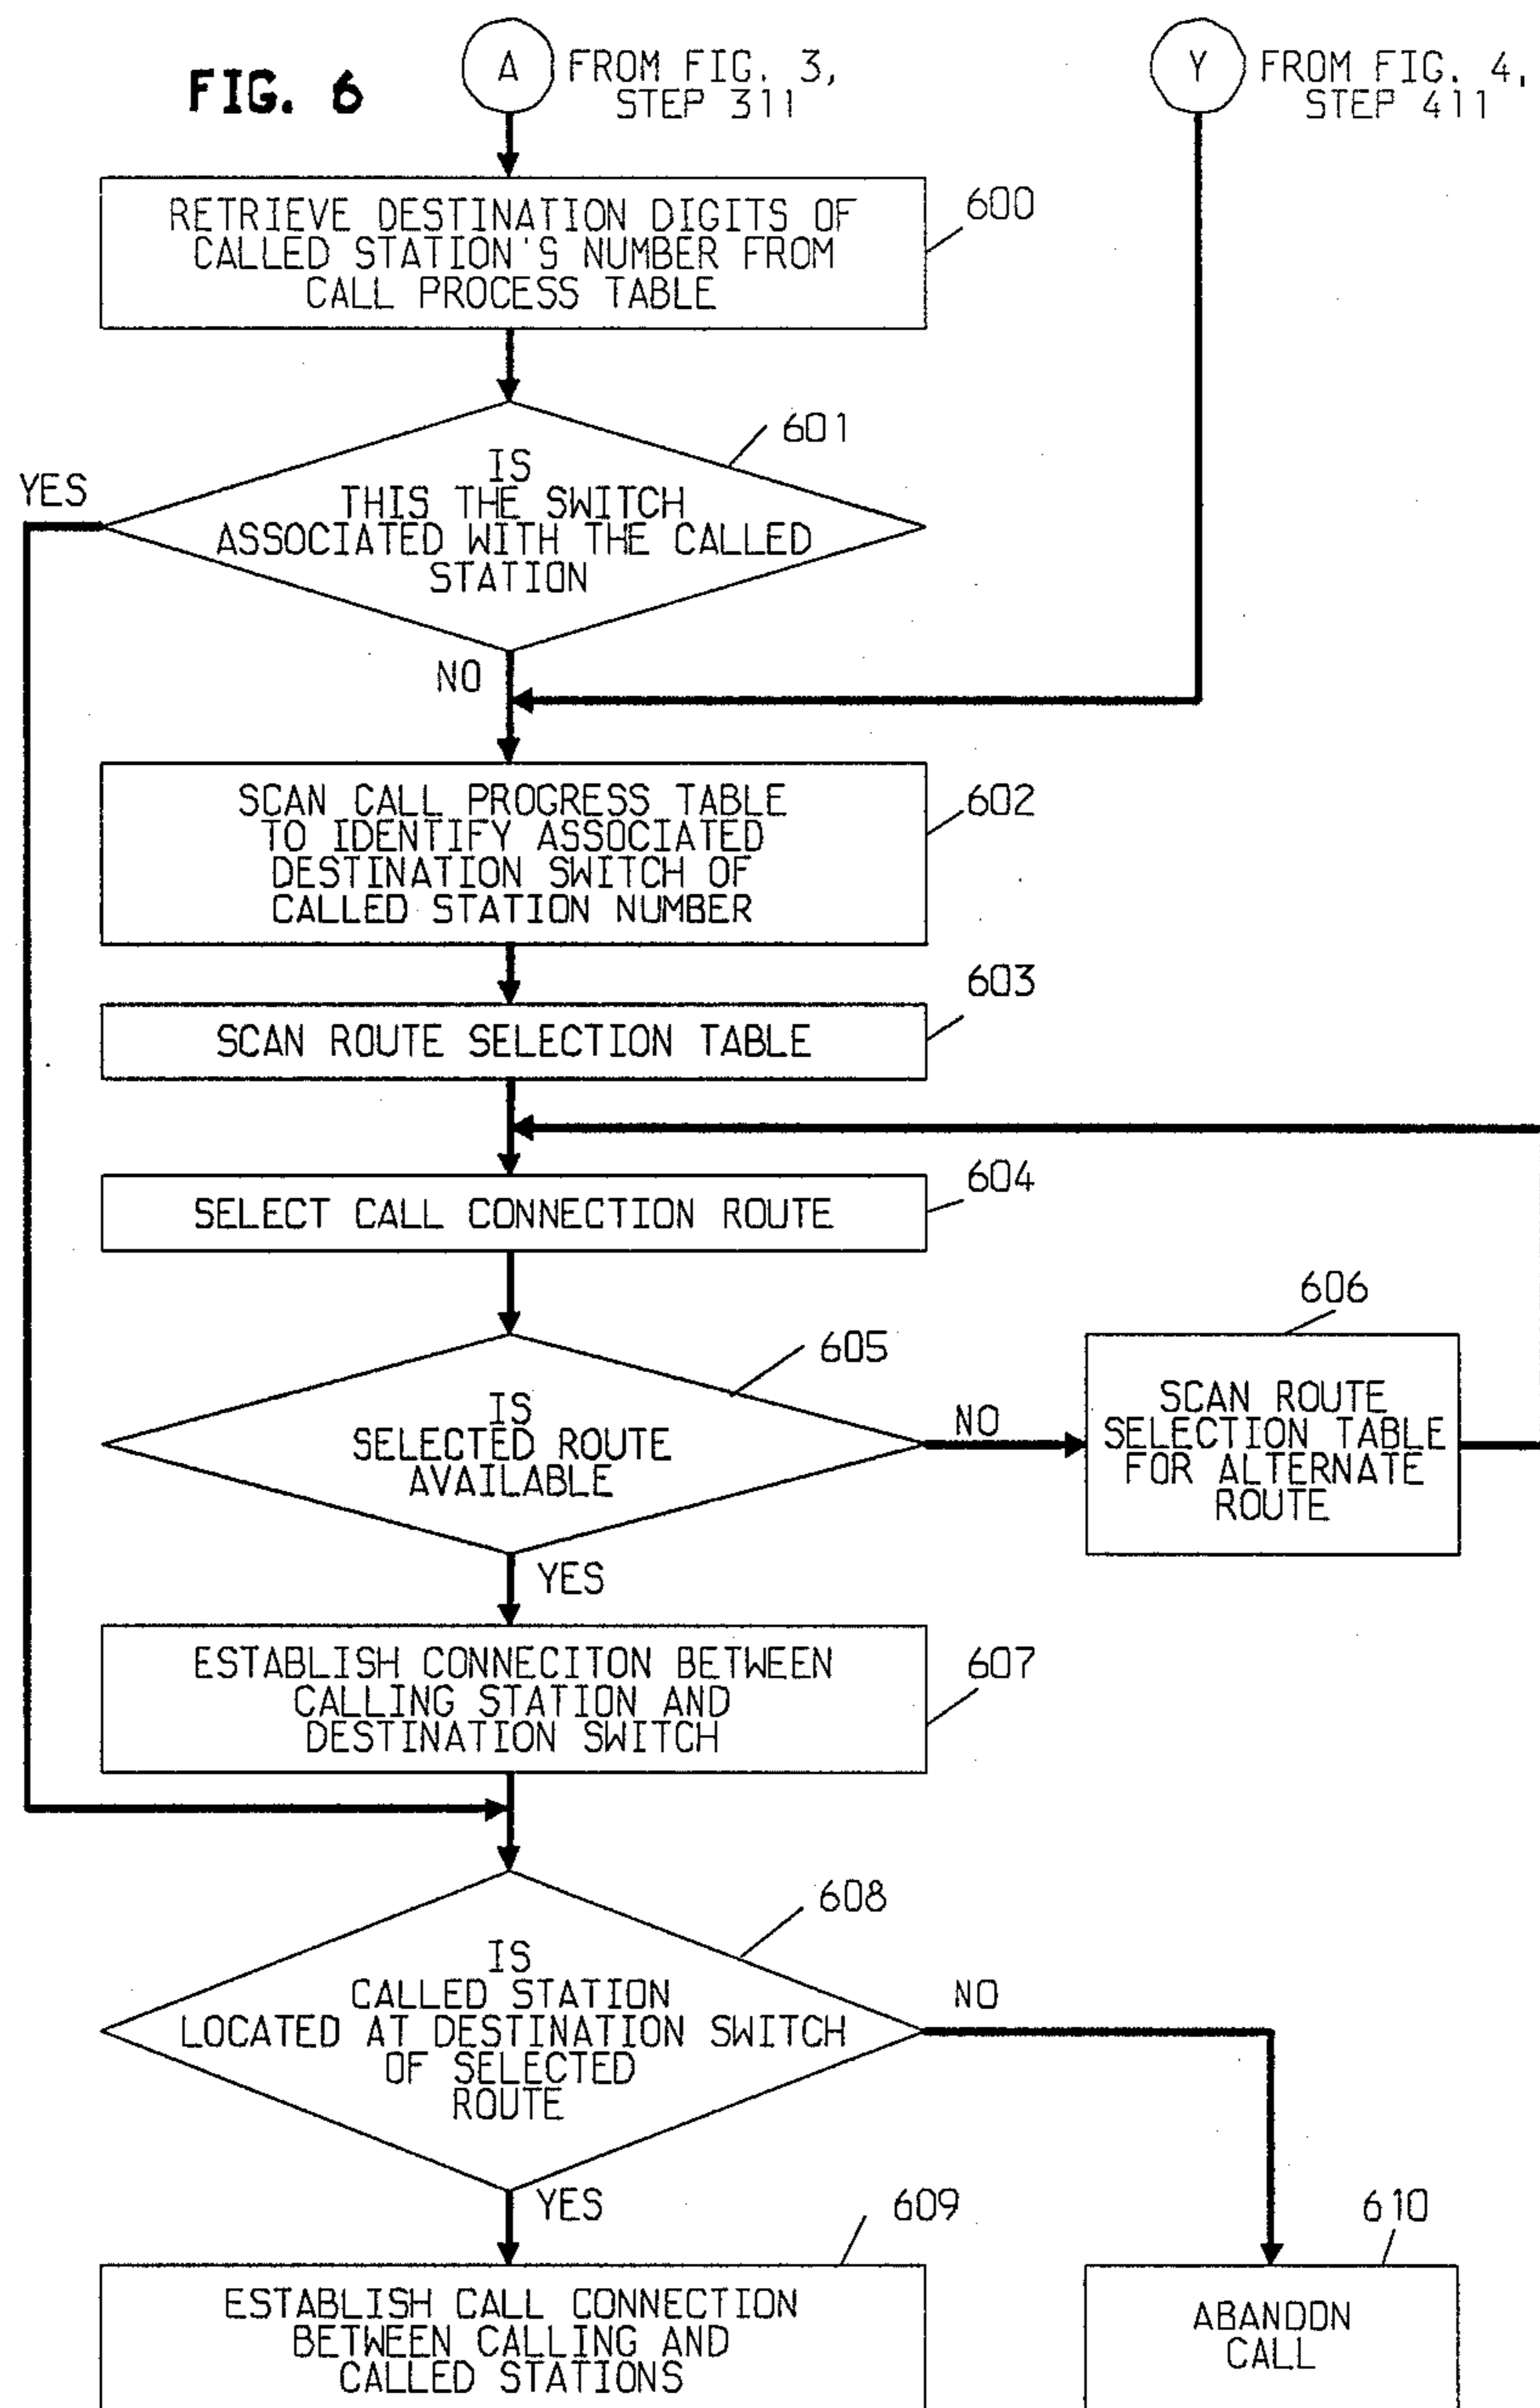 FIG. 6
A
FROM FIG. 3,
STEP 311
Y
FROM FIG. 4,
STEP 411
RETRIEVE DESTINATION DIGITS OF
CALLED STATION'S NUMBER FROM
CALL PROCESS TABLE
600
601
IS
THIS THE SWITCH
ASSOCIATED WITH THE CALLED
STATION
YES
NO
SCAN CALL PROGRESS TABLE
TO IDENTIFY ASSOCIATED
DESTINATION SWITCH OF
CALLED STATION NUMBER
602
603
SCAN ROUTE SELECTION TABLE
604
SELECT CALL CONNECTION ROUTE
605
IS
SELECTED ROUTE
AVAILABLE
NO
606
SCAN ROUTE
SELECTION TABLE
FOR ALTERNATE
ROUTE
YES
ESTABLISH CONNECITON BETWEEN
CALLING STATION AND
DESTINATION SWITCH
607
608
IS
CALLED STATION
LOCATED AT DESTINATION SWITCH
OF SELECTED
ROUTE
NO
YES
609
ESTABLISH CALL CONNECTION
BETWEEN CALLING AND
CALLED STATIONS
610
ABANDON
CALL